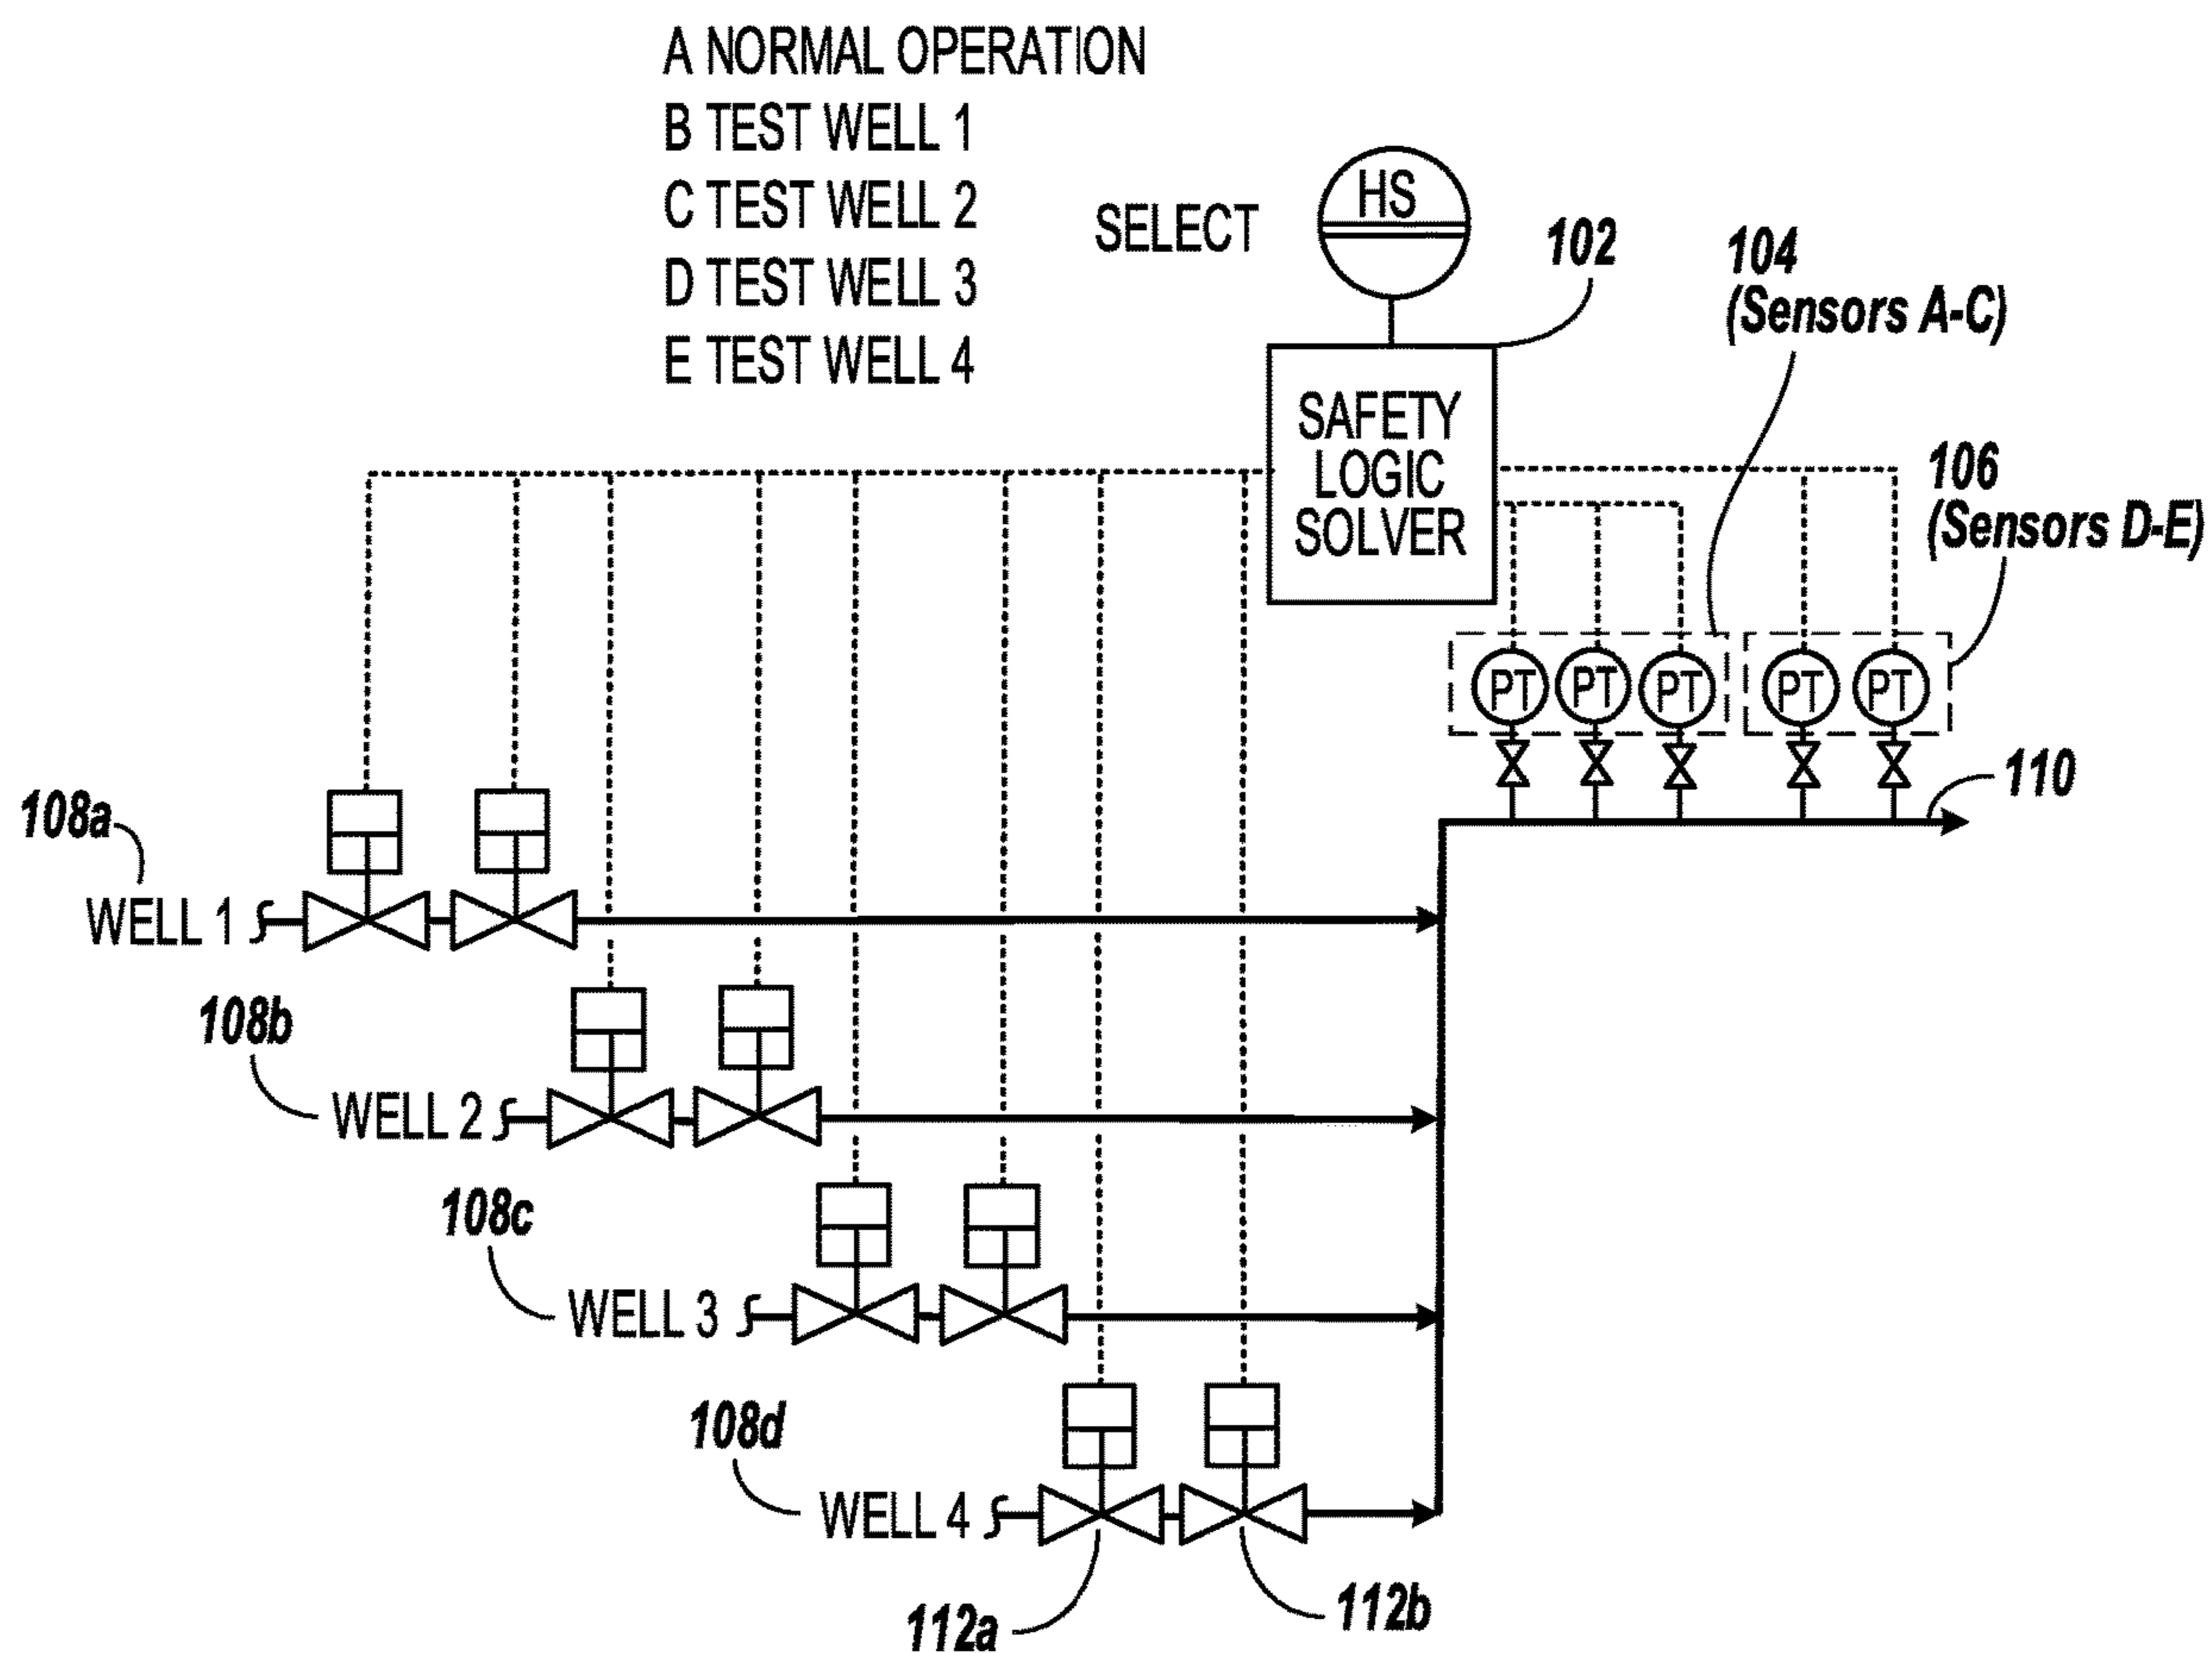 A NORMAL OPERATION
B TEST WELL 1
C TEST WELL 2
D TEST WELL 3
E TEST WELL 4
SELECT
HS
102
104
(Sensors A-C)
SAFETY
LOGIC
SOLVER
106
(Sensors D-E)
PT PT PT PT PT
110
108a
WELL 1
108b
WELL 2
108c
WELL 3
108d
WELL 4
112a
112b